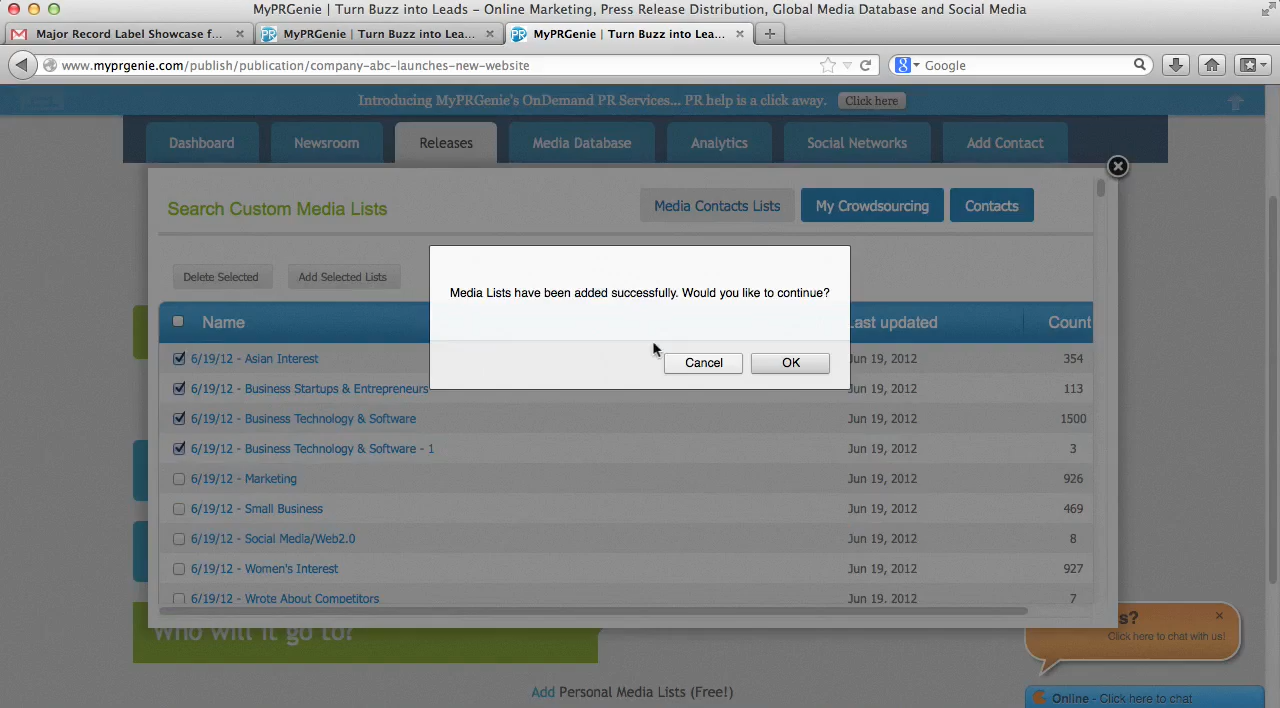 MyPRGenie | Turn Buzz into Leads – Online Marketing, Press Release Distribution, Global Media Database and Social Media
Major Record Label Showcase f...
MyPRGenie | Turn Buzz into Lea...
MyPRGenie | Turn Buzz into Lea...
www.myprgenie.com/publish/publication/company-abc-launches-new-website
Google
Introducing MyPRGenie's OnDemand PR Services... PR help is a click away.
Click here
Dashboard
Newsroom
Releases
Media Database
Analytics
Social Networks
Add Contact
Search Custom Media Lists
Media Contacts Lists
My Crowdsourcing
Contacts
Delete Selected
Add Selected Lists
Media Lists have been added successfully. Would you like to continue?
Cancel
OK
Name
Last updated
Count
6/19/12 - Asian Interest
Jun 19, 2012
354
6/19/12 - Business Startups & Entrepreneurs
Jun 19, 2012
113
6/19/12 - Business Technology & Software
Jun 19, 2012
1500
6/19/12 - Business Technology & Software - 1
Jun 19, 2012
3
6/19/12 - Marketing
Jun 19, 2012
926
6/19/12 - Small Business
Jun 19, 2012
469
6/19/12 - Social Media/Web2.0
Jun 19, 2012
8
6/19/12 - Women's Interest
Jun 19, 2012
927
6/19/12 - Wrote About Competitors
Jun 19, 2012
7
Who will it go to?
s?
Click here to chat with us!
Add Personal Media Lists (Free!)
Online - Click here to chat